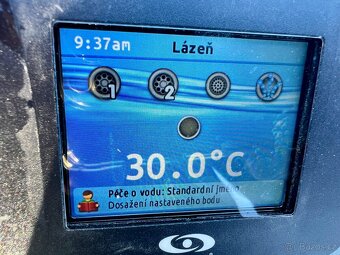 9:37am Lázeň
1 2
30.0°C
Péče o vodu: Standardní jméno
Dosažení nastaveného bodu